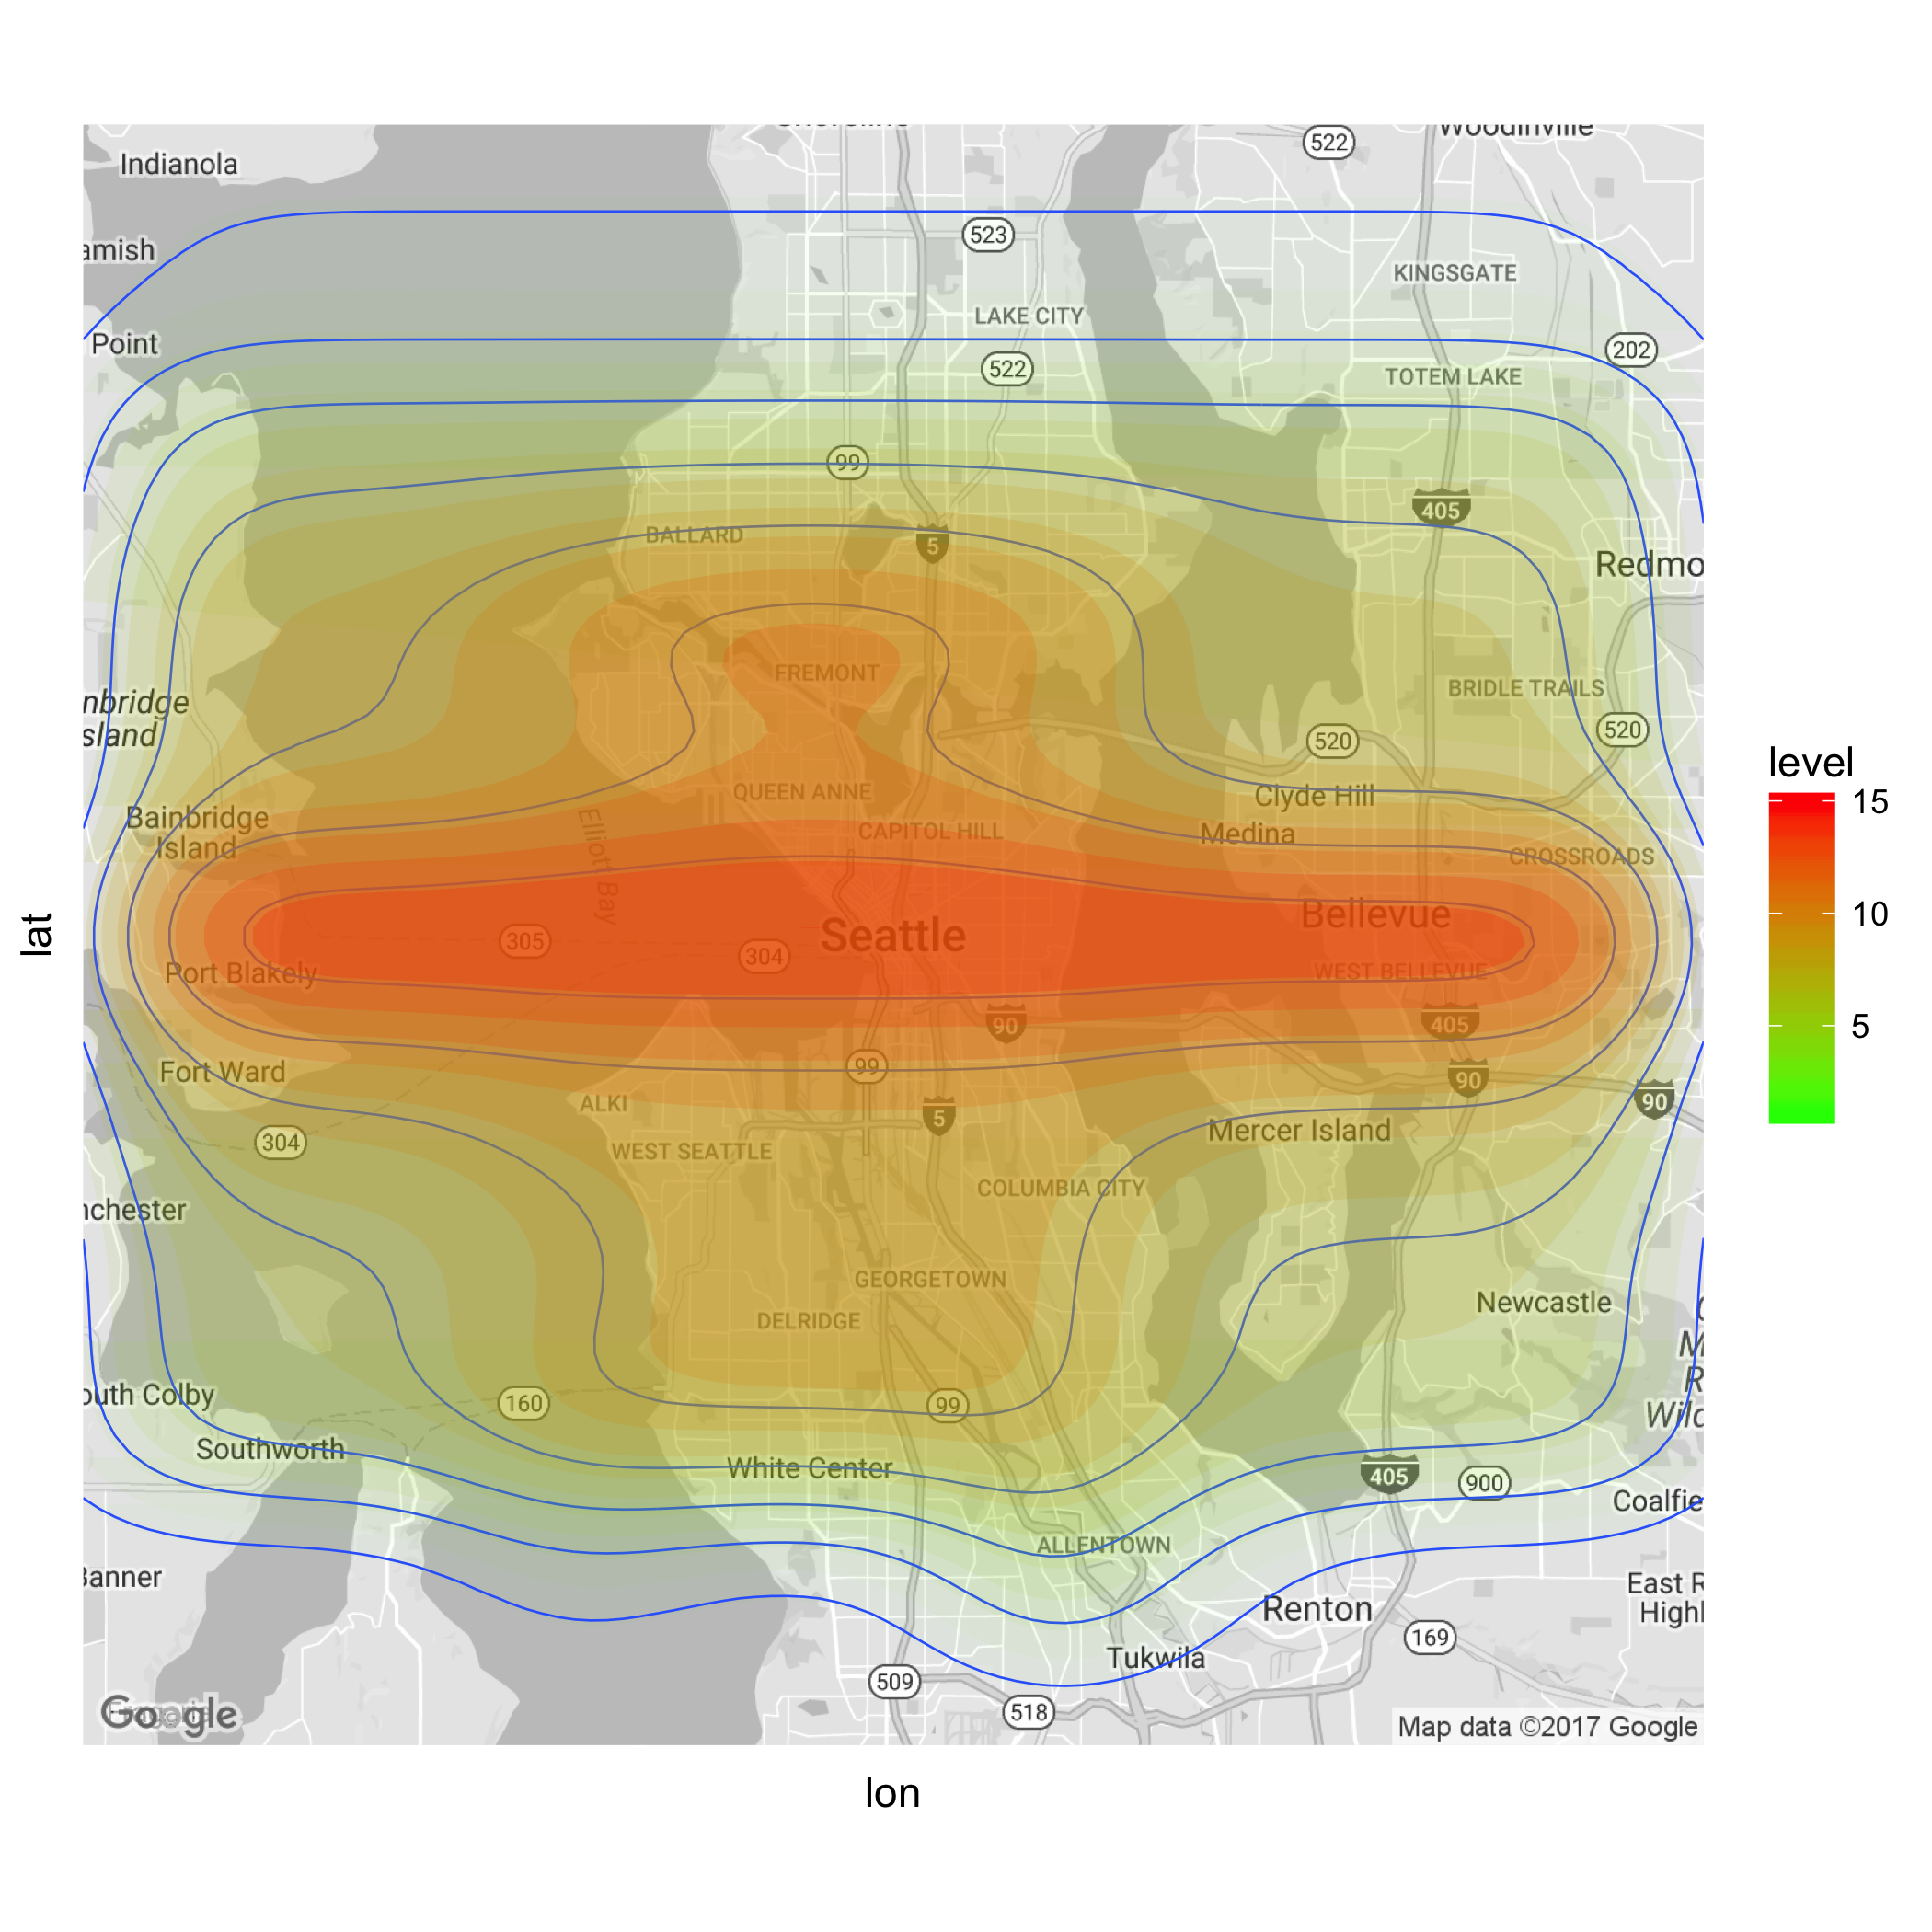 Indianola
Woodinville
522
523
amish
KINGSGATE
LAKE CITY
Point
202
522
TOTEM LAKE
99
405
BALLARD
5
Redmo
FREMONT
BRIDLE TRAILS
nbridge
sland
520
520
QUEEN ANNE
Clyde Hill
Bainbridge
Island
Elliott Bay
CAPITOL HILL
Medina
CROSSROADS
Bellevue
Seattle
305
304
Port Blakely
WEST BELLEVUE
90
405
99
Fort Ward
90
90
ALKI
5
304
WEST SEATTLE
Mercer Island
COLUMBIA CITY
nchester
GEORGETOWN
Newcastle
DELRIDGE
M
R
Wild
outh Colby
160
99
Southworth
White Center
405
900
Coalfie
ALLENTOWN
Banner
East R
Highl
Renton
169
Tukwila
509
518
Google
Map data ©2017 Google
lat
lon
level
15
10
5